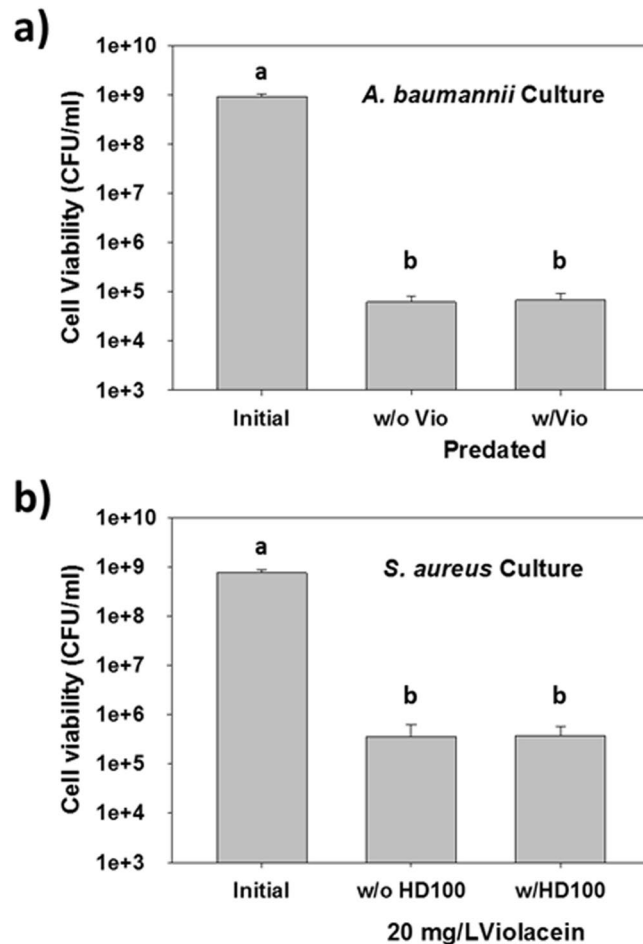 a)
Cell Viability (CFU/ml)
1e+10
1e+9
1e+8
1e+7
1e+6
1e+5
1e+4
1e+3
a
A. baumannii Culture
b
b
Initial
w/o Vio
w/Vio
Predated
b)
Cell viability (CFU/ml)
1e+10
1e+9
1e+8
1e+7
1e+6
1e+5
1e+4
1e+3
a
S. aureus Culture
b
b
Initial
w/o HD100
w/HD100
20 mg/LViolacein